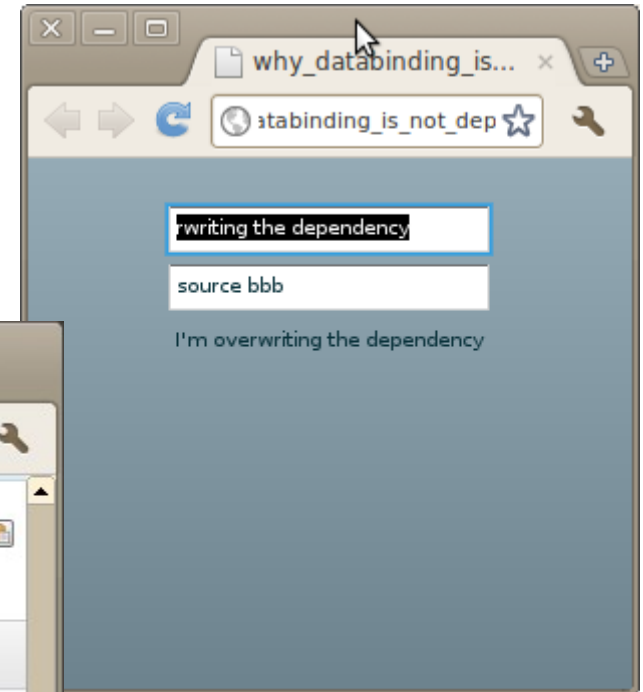 why_databinding_is...
atabinding_is_not_dep
rwriting the dependency
source bbb
I'm overwriting the dependency